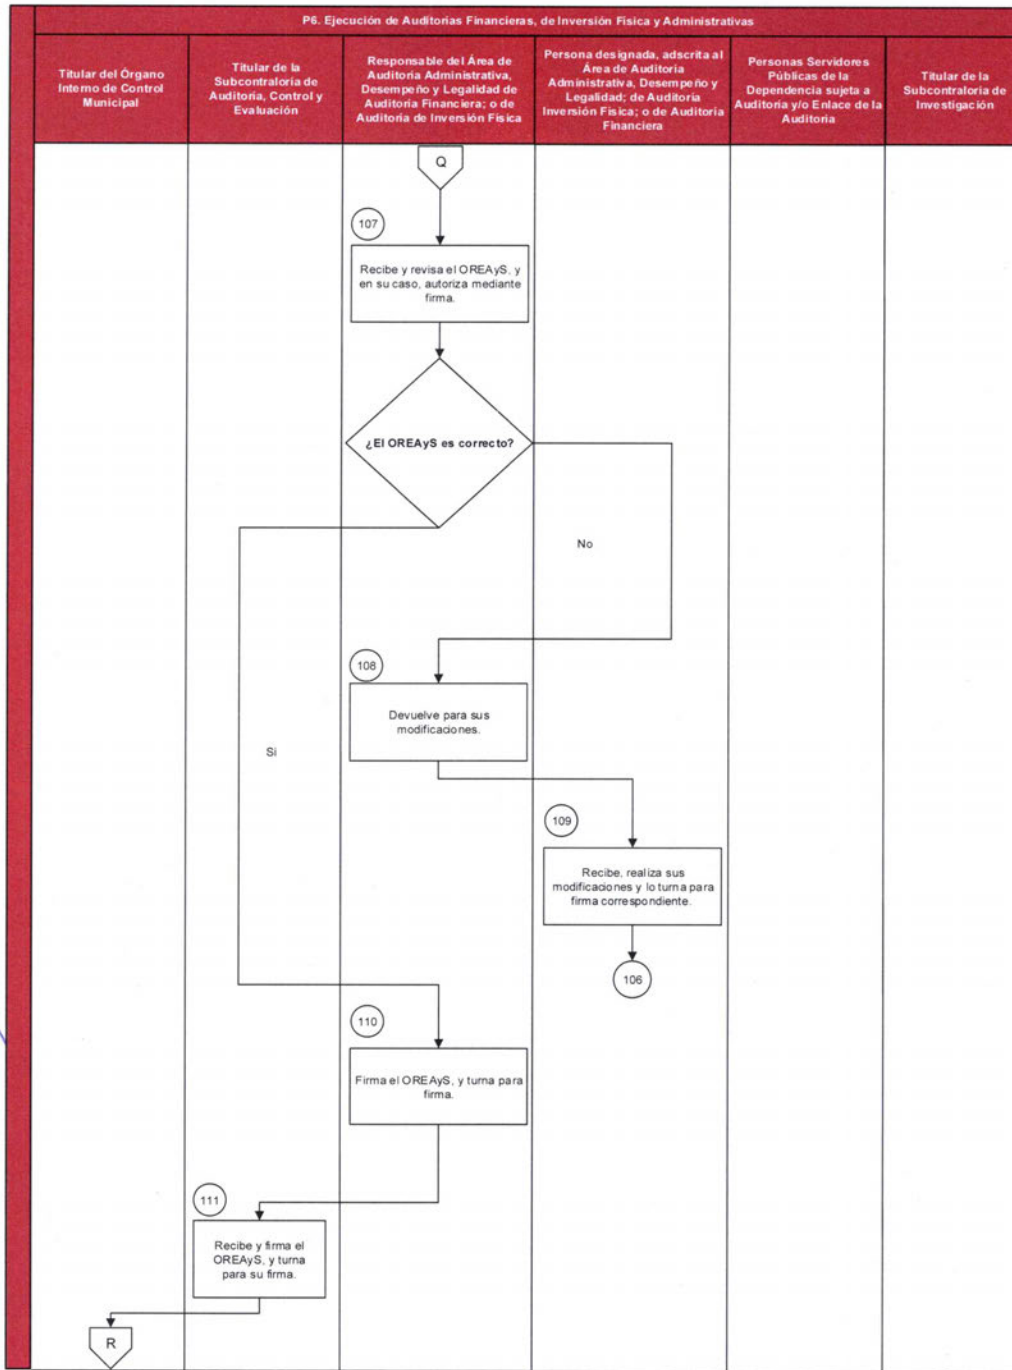 P6. Ejecución de Auditorías Financieras, de Inversión Física y Administrativas
Titular del Órgano
Interno de Control
Municipal
Titular de la
Subcontraloría de
Auditoría, Control y
Evaluación
Responsable del Área de
Auditoría Administrativa,
Desempeño y Legalidad de
Auditoría Financiera; o de
Auditoría de Inversión Física
Persona designada, adscrita al
Área de Auditoría
Administrativa, Desempeño y
Legalidad; de Auditoría
Inversión Física; o de Auditoría
Financiera
Personas Servidores
Públicas de la
Dependencia sujeta a
Auditoría y/o Enlace de la
Auditoría
Titular de la
Subcontraloría de
Investigación
Q
107
Recibe y revisa el OREAyS, y
en su caso, autoriza mediante
firma.
¿El OREAyS es correcto?
No
108
Devuelve para sus
modificaciones.
Si
109
Recibe, realiza sus
modificaciones y lo turna para
firma correspondiente.
106
110
Firma el OREAyS, y turna para
firma.
111
Recibe y firma el
OREAyS, y turna
para su firma.
R